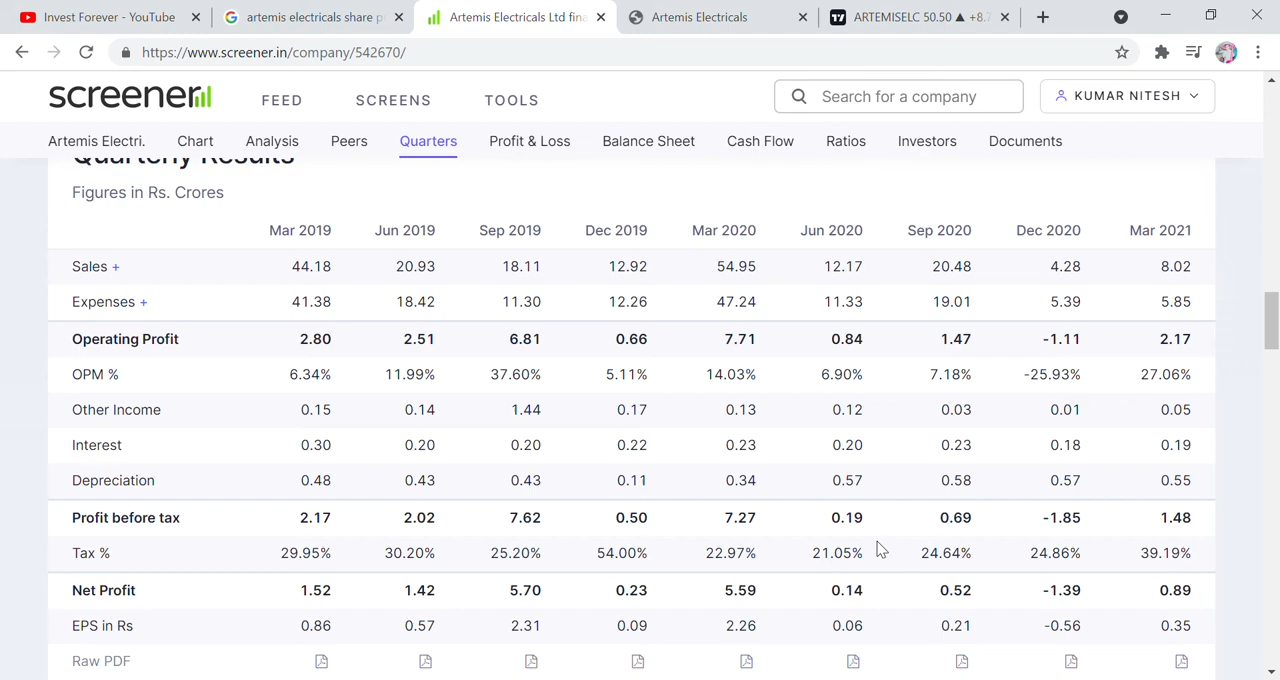 Invest Forever - YouTube
artemis electricals share p
Artemis Electricals Ltd fina
Artemis Electricals
ARTEMISELC 50.50 ▲ +8.7
https://www.screener.in/company/542670/
screener
FEED
SCREENS
TOOLS
Search for a company
KUMAR NITESH
Artemis Electri. Chart Analysis Peers Quarters Profit & Loss Balance Sheet Cash Flow Ratios Investors Documents
Quarterly Results
Figures in Rs. Crores
Mar 2019 Jun 2019 Sep 2019 Dec 2019 Mar 2020 Jun 2020 Sep 2020 Dec 2020 Mar 2021
Sales + 44.18 20.93 18.11 12.92 54.95 12.17 20.48 4.28 8.02
Expenses + 41.38 18.42 11.30 12.26 47.24 11.33 19.01 5.39 5.85
Operating Profit 2.80 2.51 6.81 0.66 7.71 0.84 1.47 -1.11 2.17
OPM % 6.34% 11.99% 37.60% 5.11% 14.03% 6.90% 7.18% -25.93% 27.06%
Other Income 0.15 0.14 1.44 0.17 0.13 0.12 0.03 0.01 0.05
Interest 0.30 0.20 0.20 0.22 0.23 0.20 0.23 0.18 0.19
Depreciation 0.48 0.43 0.43 0.11 0.34 0.57 0.58 0.57 0.55
Profit before tax 2.17 2.02 7.62 0.50 7.27 0.19 0.69 -1.85 1.48
Tax % 29.95% 30.20% 25.20% 54.00% 22.97% 21.05% 24.64% 24.86% 39.19%
Net Profit 1.52 1.42 5.70 0.23 5.59 0.14 0.52 -1.39 0.89
EPS in Rs 0.86 0.57 2.31 0.09 2.26 0.06 0.21 -0.56 0.35
Raw PDF